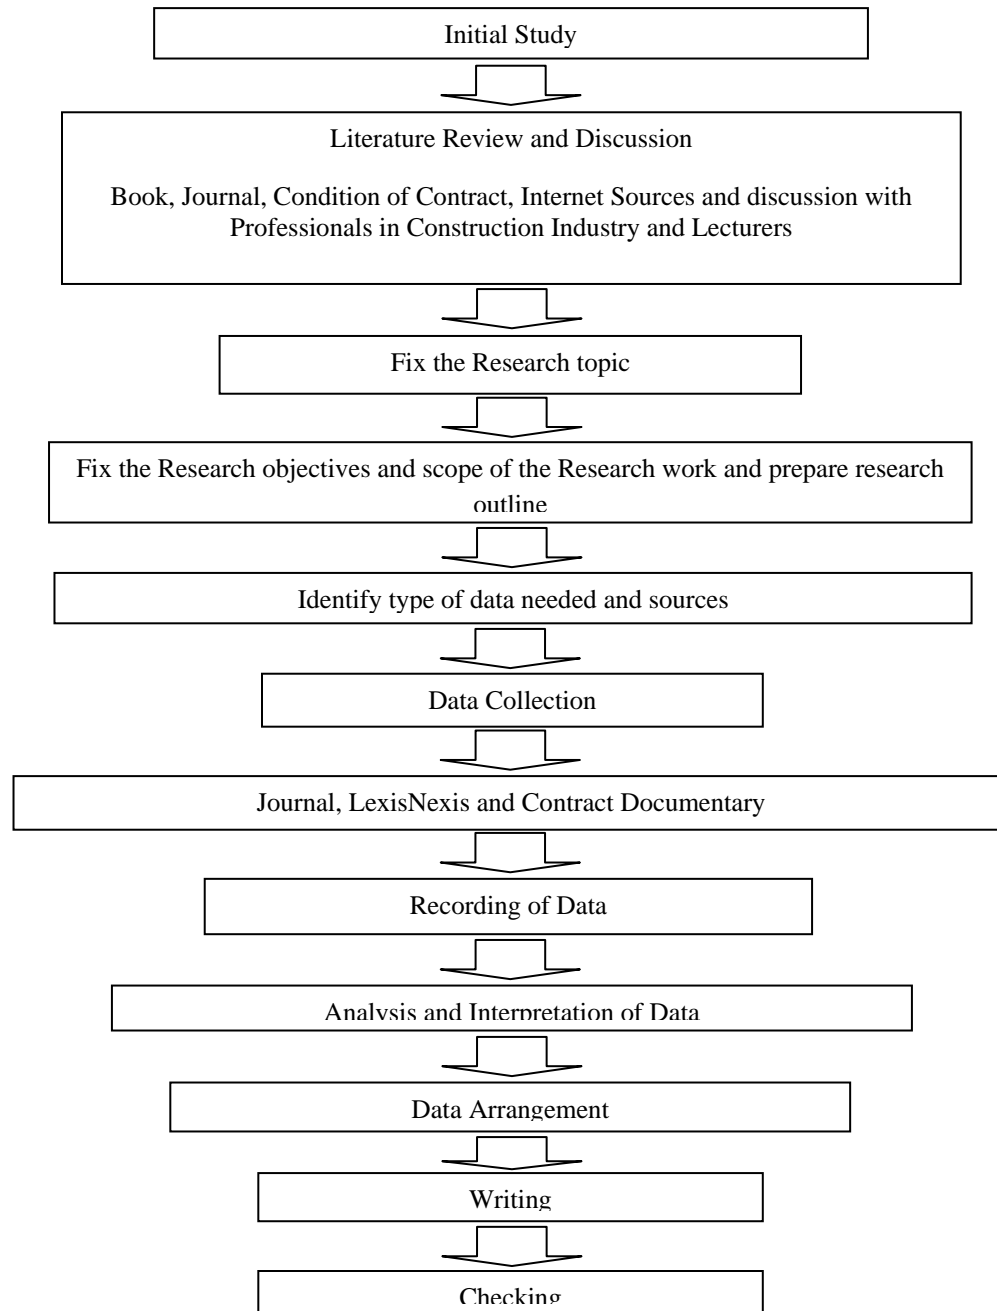 Initial Study
Literature Review and Discussion
Book, Journal, Condition of Contract, Internet Sources and discussion with
Professionals in Construction Industry and Lecturers
Fix the Research topic
Fix the Research objectives and scope of the Research work and prepare research
outline
Identify type of data needed and sources
Data Collection
Journal, LexisNexis and Contract Documentary
Recording of Data
Analysis and Interpretation of Data
Data Arrangement
Writing
Checking